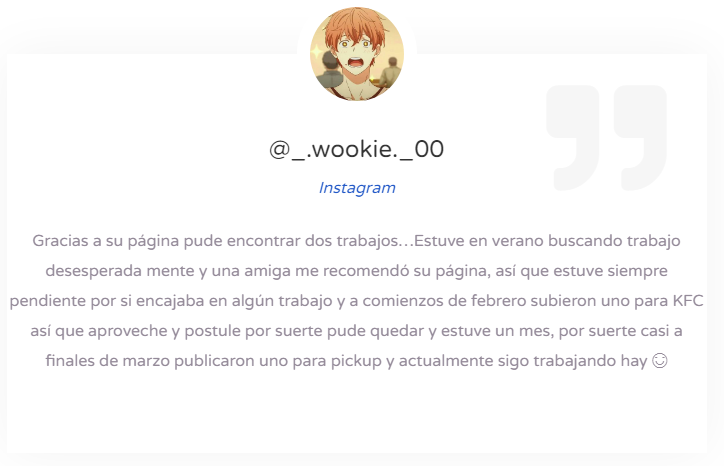 @_.wookie._00
Instagram
Gracias a su página pude encontrar dos trabajos...Estuve en verano buscando trabajo
desesperada mente y una amiga me recomendó su página, así que estuve siempre
pendiente por si encajaba en algún trabajo y a comienzos de febrero subieron uno para KFC
así que aproveche y postule por suerte pude quedar y estuve un mes, por suerte casi a
finales de marzo publicaron uno para pickup y actualmente sigo trabajando hay 😊